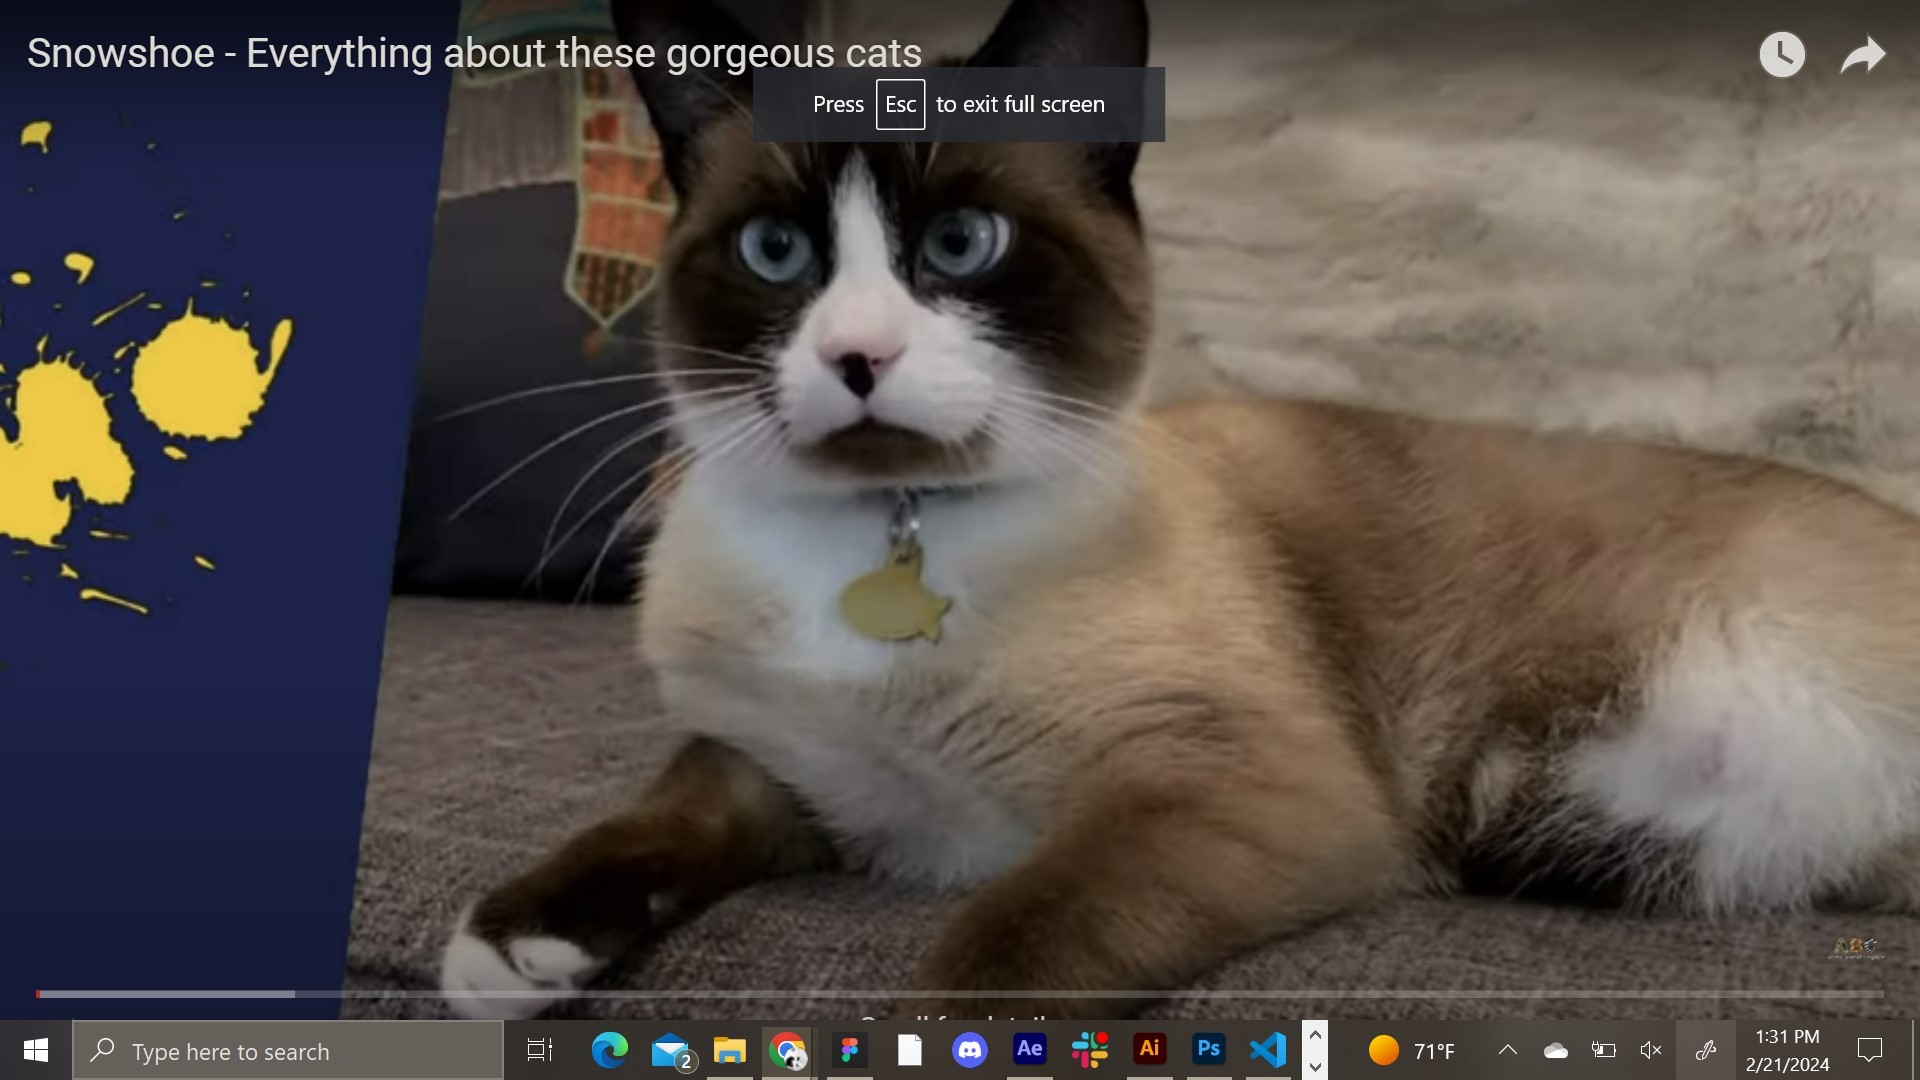 Snowshoe - Everything about these gorgeous cats
Press Esc to exit full screen
ABC
Type here to search
2
Ae
Ai
Ps
71°F
1:31 PM
2/21/2024